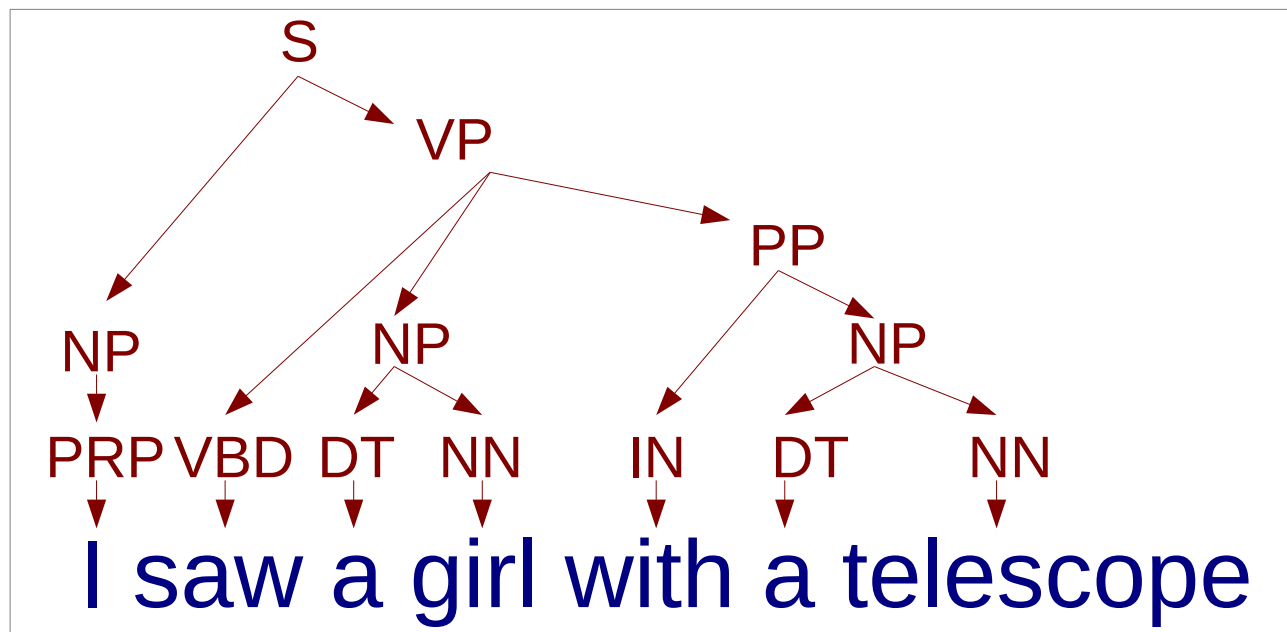 S
VP
PP
NP NP NP
PRP VBD DT NN IN DT NN
I saw a girl with a telescope